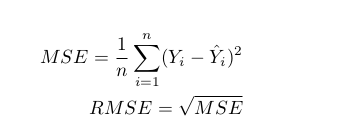 $MSE = \frac{1}{n} \sum_{i=1}^{n} (Y_i - \hat{Y}_i)^2$
$RMSE = \sqrt{MSE}$